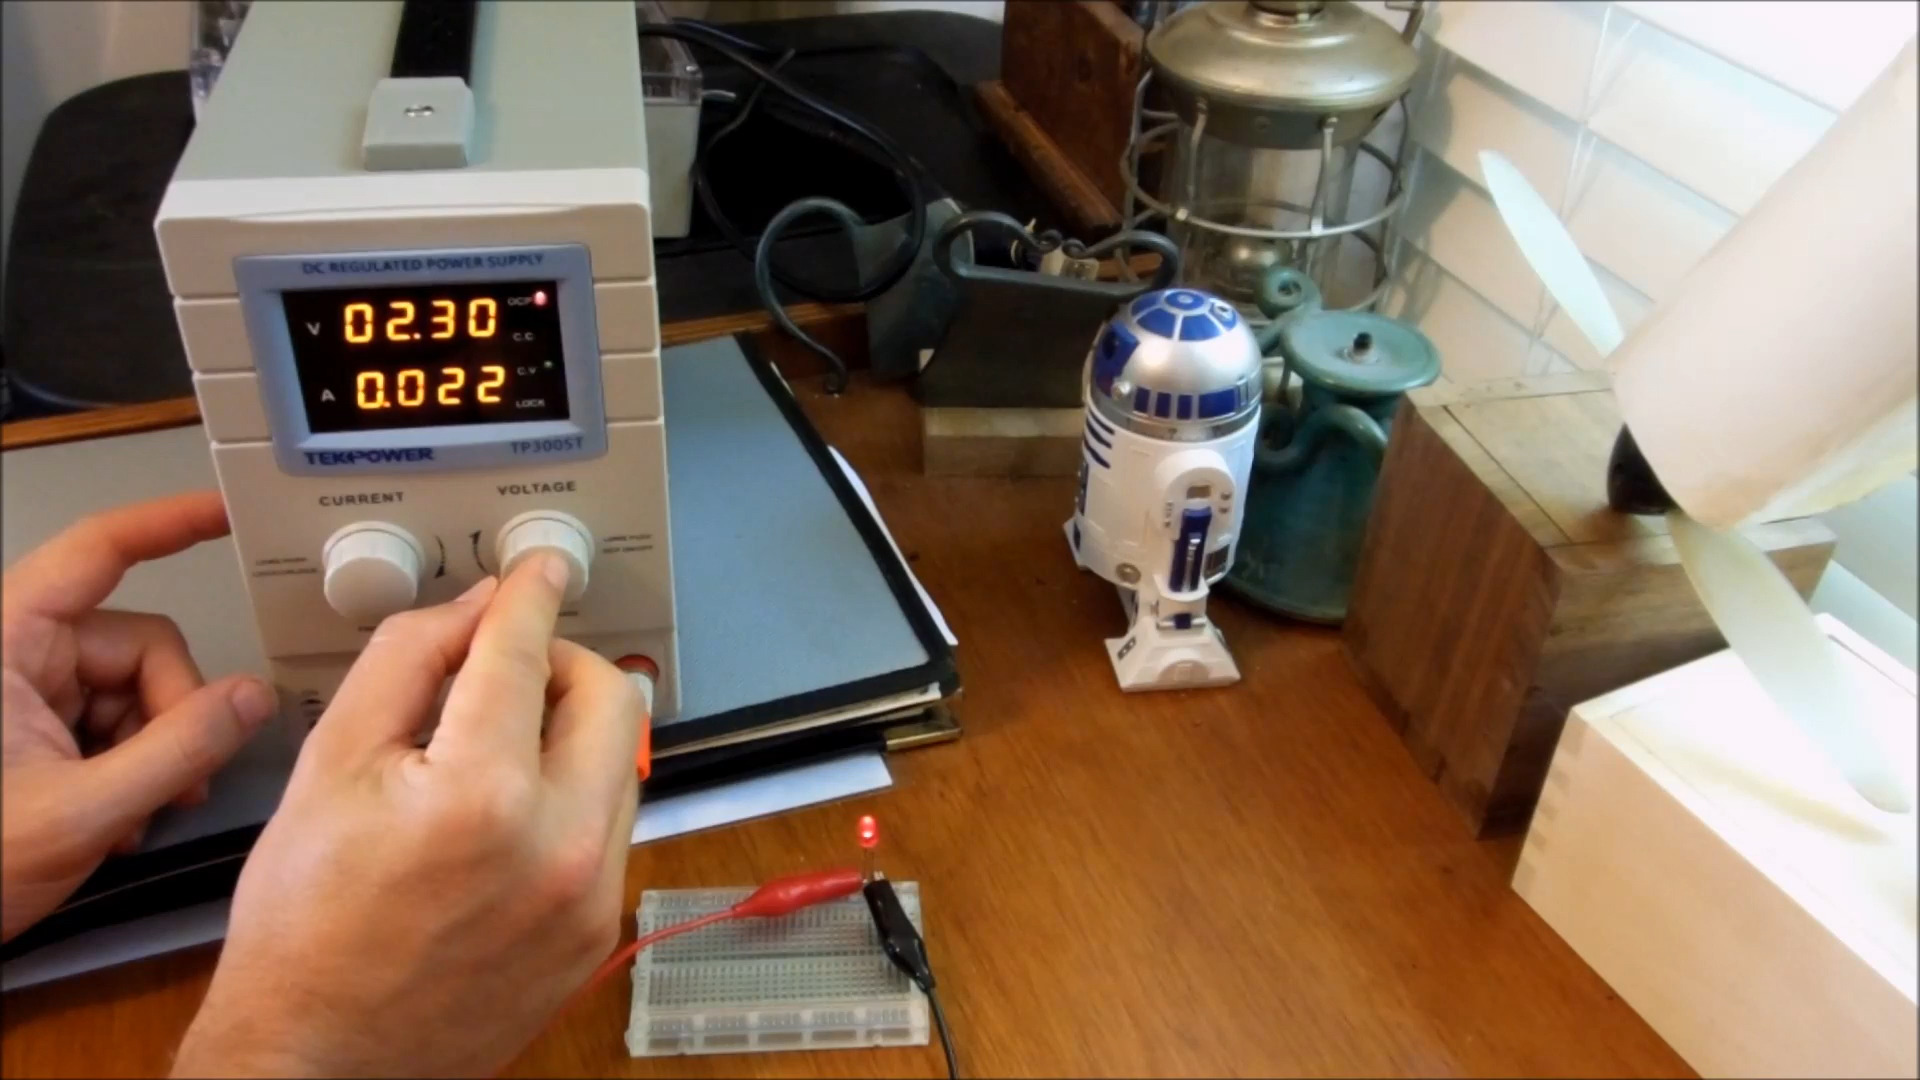 DC REGULATED POWER SUPPLY
V 02.30 OCP
C.C
A 0.022 C.V
LOCK
TEKPOWER TP3005T
CURRENT VOLTAGE